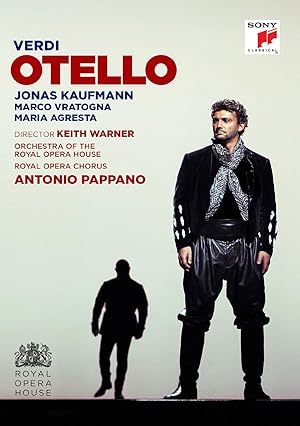 SONY
CLASSICAL
VERDI
OTELLO
JONAS KAUFMANN
MARCO VRATOGNA
MARIA AGRESTA
DIRECTOR KEITH WARNER
ORCHESTRA OF THE
ROYAL OPERA HOUSE
ROYAL OPERA CHORUS
ANTONIO PAPPANO
ROYAL
OPERA
HOUSE